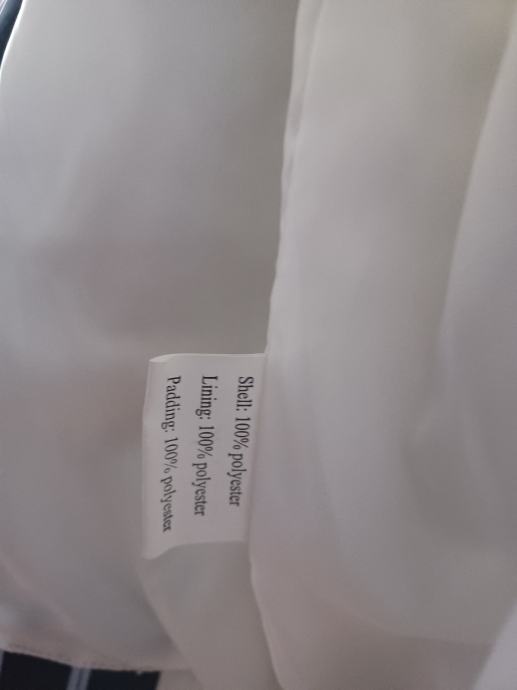 Shell: 100% polyester
Lining: 100% polyester
Padding: 100% polyester